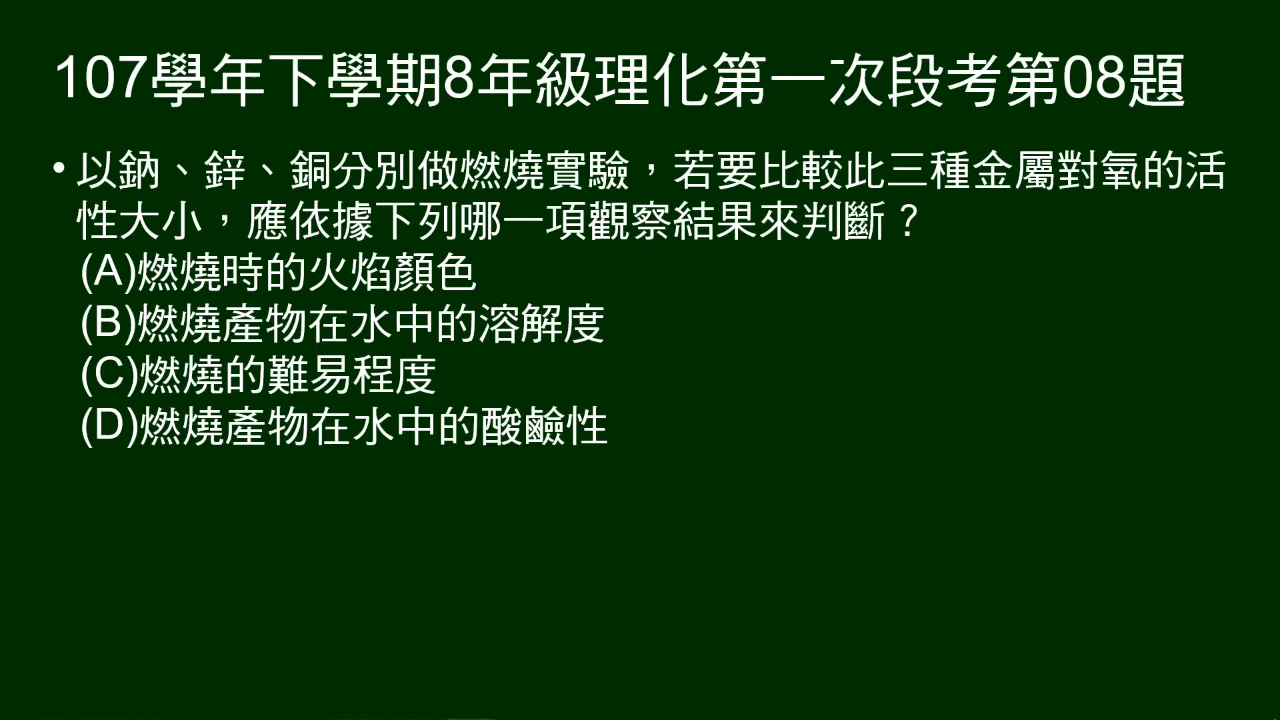 107學年下學期8年級理化第一次段考第08題
• 以鈉、鋅、銅分別做燃燒實驗，若要比較此三種金屬對氧的活
性大小，應依據下列哪一項觀察結果來判斷？
(A)燃燒時的火焰顏色
(B)燃燒產物在水中的溶解度
(C)燃燒的難易程度
(D)燃燒產物在水中的酸鹼性